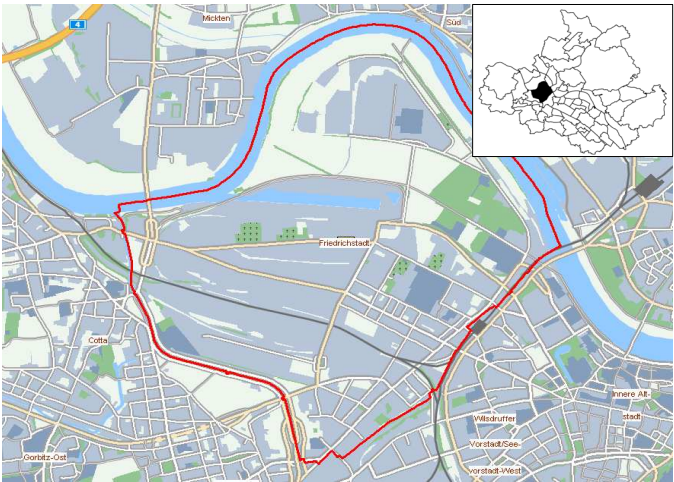 Mickten
Süd
4
Friedrichstadt
Cotta
Innere Alt-
stadt
Wilsdruffer
Vorstadt/See-
vorstadt-West
Gorbitz-Ost